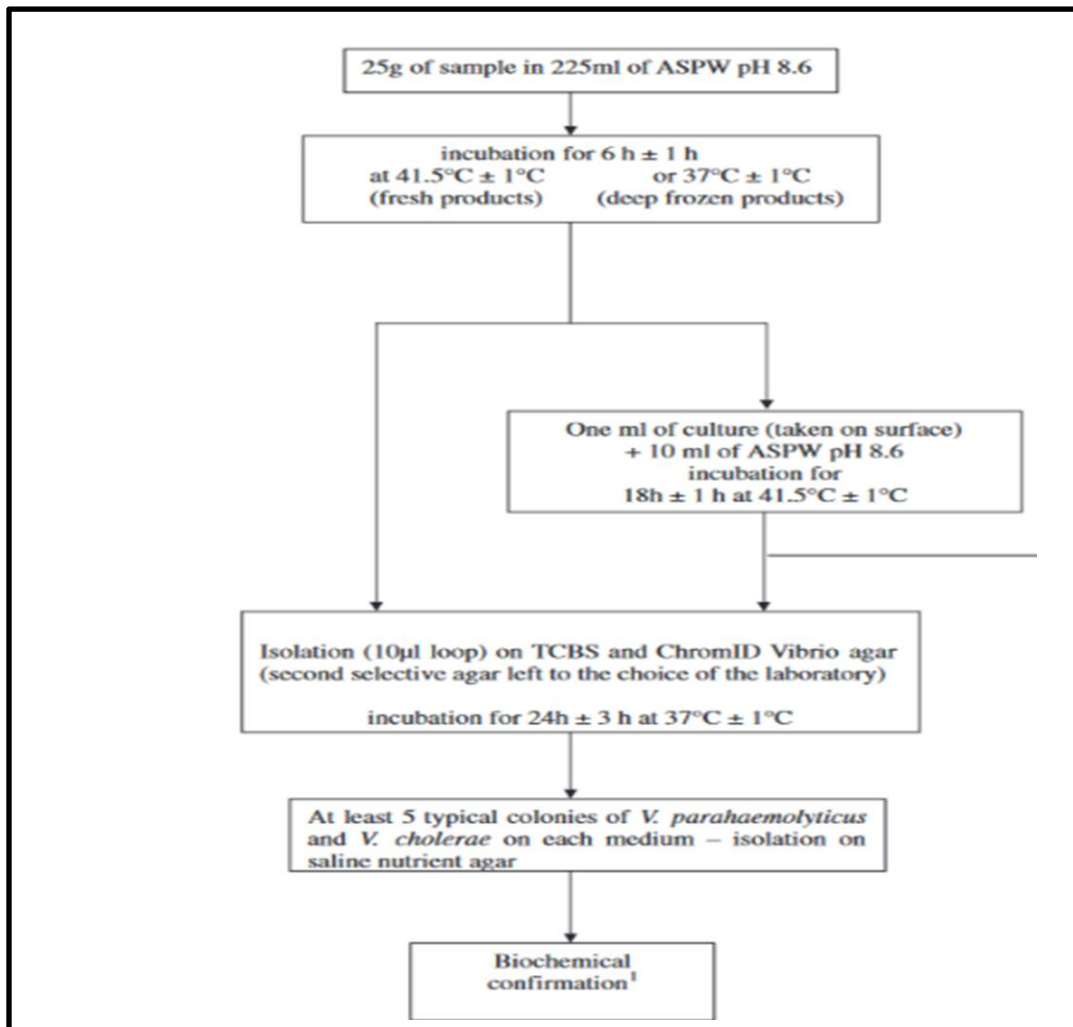 25g of sample in 225ml of ASPW pH 8.6
incubation for 6 h ± 1 h
at 41.5°C ± 1°C or 37°C ± 1°C
(fresh products) (deep frozen products)
One ml of culture (taken on surface)
+ 10 ml of ASPW pH 8.6
incubation for
18h ± 1 h at 41.5°C ± 1°C
Isolation (10µl loop) on TCBS and ChromID Vibrio agar
(second selective agar left to the choice of the laboratory)
incubation for 24h ± 3 h at 37°C ± 1°C
At least 5 typical colonies of V. parahaemolyticus
and V. cholerae on each medium – isolation on
saline nutrient agar
Biochemical
confirmation¹